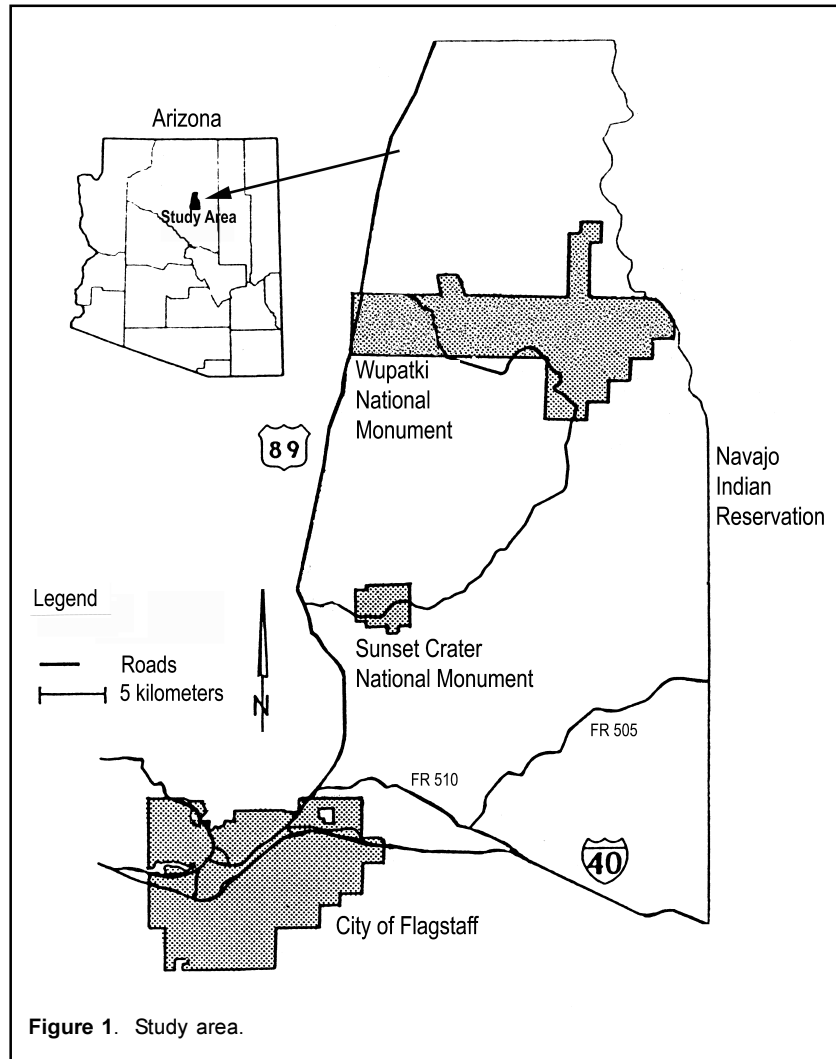 Arizona
Study Area
Wupatki
National
Monument
89
Navajo
Indian
Reservation
Legend
Roads
5 kilometers
N
Sunset Crater
National Monument
FR 505
FR 510
40
City of Flagstaff
Figure 1. Study area.